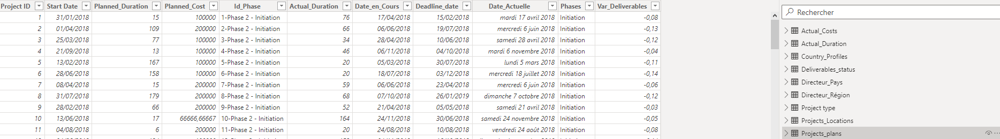 Project ID Start Date Planned_Duration Planned_Cost Id_Phase Actual_Duration Date_en_Cours Deadline_date Date_Actuelle Phases Var_Deliverables
1 31/01/2018 15 100000 1-Phase 2 - Initiation 76 17/04/2018 15/02/2018 mardi 17 avril 2018 Initiation -0,08
2 01/04/2018 109 200000 2-Phase 2 - Initiation 66 06/06/2018 19/07/2018 mercredi 6 juin 2018 Initiation -0,13
3 25/03/2018 77 100000 3-Phase 2 - Initiation 34 28/04/2018 10/06/2018 samedi 28 avril 2018 Initiation -0,12
4 21/09/2018 13 100000 4-Phase 2 - Initiation 46 06/11/2018 04/10/2018 mardi 6 novembre 2018 Initiation -0,04
5 13/02/2018 167 100000 5-Phase 2 - Initiation 20 05/03/2018 30/07/2018 lundi 5 mars 2018 Initiation -0,11
6 28/06/2018 158 100000 6-Phase 2 - Initiation 20 18/07/2018 03/12/2018 mercredi 18 juillet 2018 Initiation -0,14
7 08/04/2018 15 200000 7-Phase 2 - Initiation 59 06/06/2018 23/04/2018 mercredi 6 juin 2018 Initiation -0,06
8 31/07/2018 179 200000 8-Phase 2 - Initiation 68 07/10/2018 26/01/2019 dimanche 7 octobre 2018 Initiation -0,12
9 28/02/2018 66 200000 9-Phase 2 - Initiation 52 21/04/2018 05/05/2018 samedi 21 avril 2018 Initiation -0,03
10 13/06/2018 17 66666,66667 10-Phase 2 - Initiation 164 24/11/2018 30/06/2018 samedi 24 novembre 2018 Initiation -0,05
11 04/08/2018 6 200000 11-Phase 2 - Initiation 20 24/08/2018 10/08/2018 vendredi 24 août 2018 Initiation -0,08
Rechercher
Actual_Costs
Actual_Duration
Country_Profiles
Deliverables_status
Directeur_Pays
Directeur_Région
Project type
Projects_Locations
Projects_plans